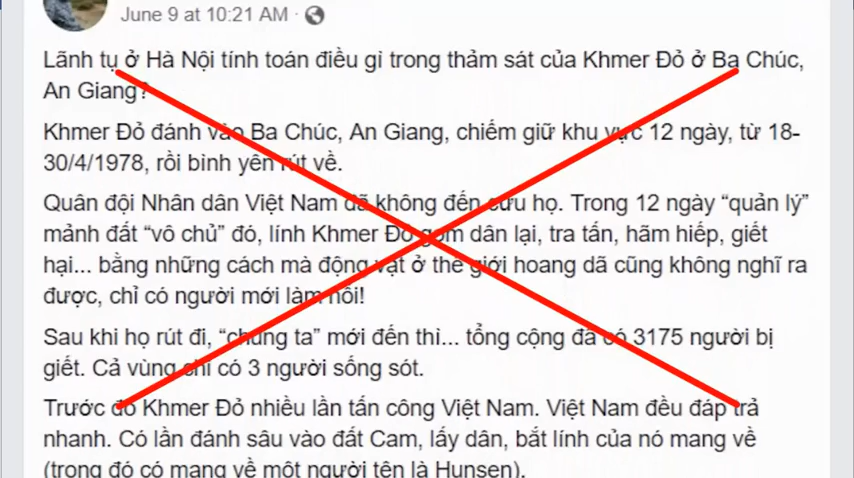 June 9 at 10:21 AM ·
Lãnh tụ ở Hà Nội tính toán điều gì trong thảm sát của Khmer Đỏ ở Ba Chúc,
An Giang?
Khmer Đỏ đánh vào Ba Chúc, An Giang, chiếm giữ khu vực 12 ngày, từ 18-
30/4/1978, rồi bình yên rút về.
Quân đội Nhân dân Việt Nam đã không đến cứu họ. Trong 12 ngày “quản lý”
mảnh đất “vô chủ” đó, lính Khmer Đỏ gom dân lại, tra tấn, hãm hiếp, giết
hại... bằng những cách mà động vật ở thế giới hoang dã cũng không nghĩ ra
được, chỉ có người mới làm nổi!
Sau khi họ rút đi, “chúng ta” mới đến thì... tổng cộng đã có 3175 người bị
giết. Cả vùng chỉ có 3 người sống sót.
Trước đó Khmer Đỏ nhiều lần tấn công Việt Nam. Việt Nam đều đáp trả
nhanh. Có lần đánh sâu vào đất Cam, lấy dân, bắt lính của nó mang về
(trong đó có mang về một người tên là Hunsen).